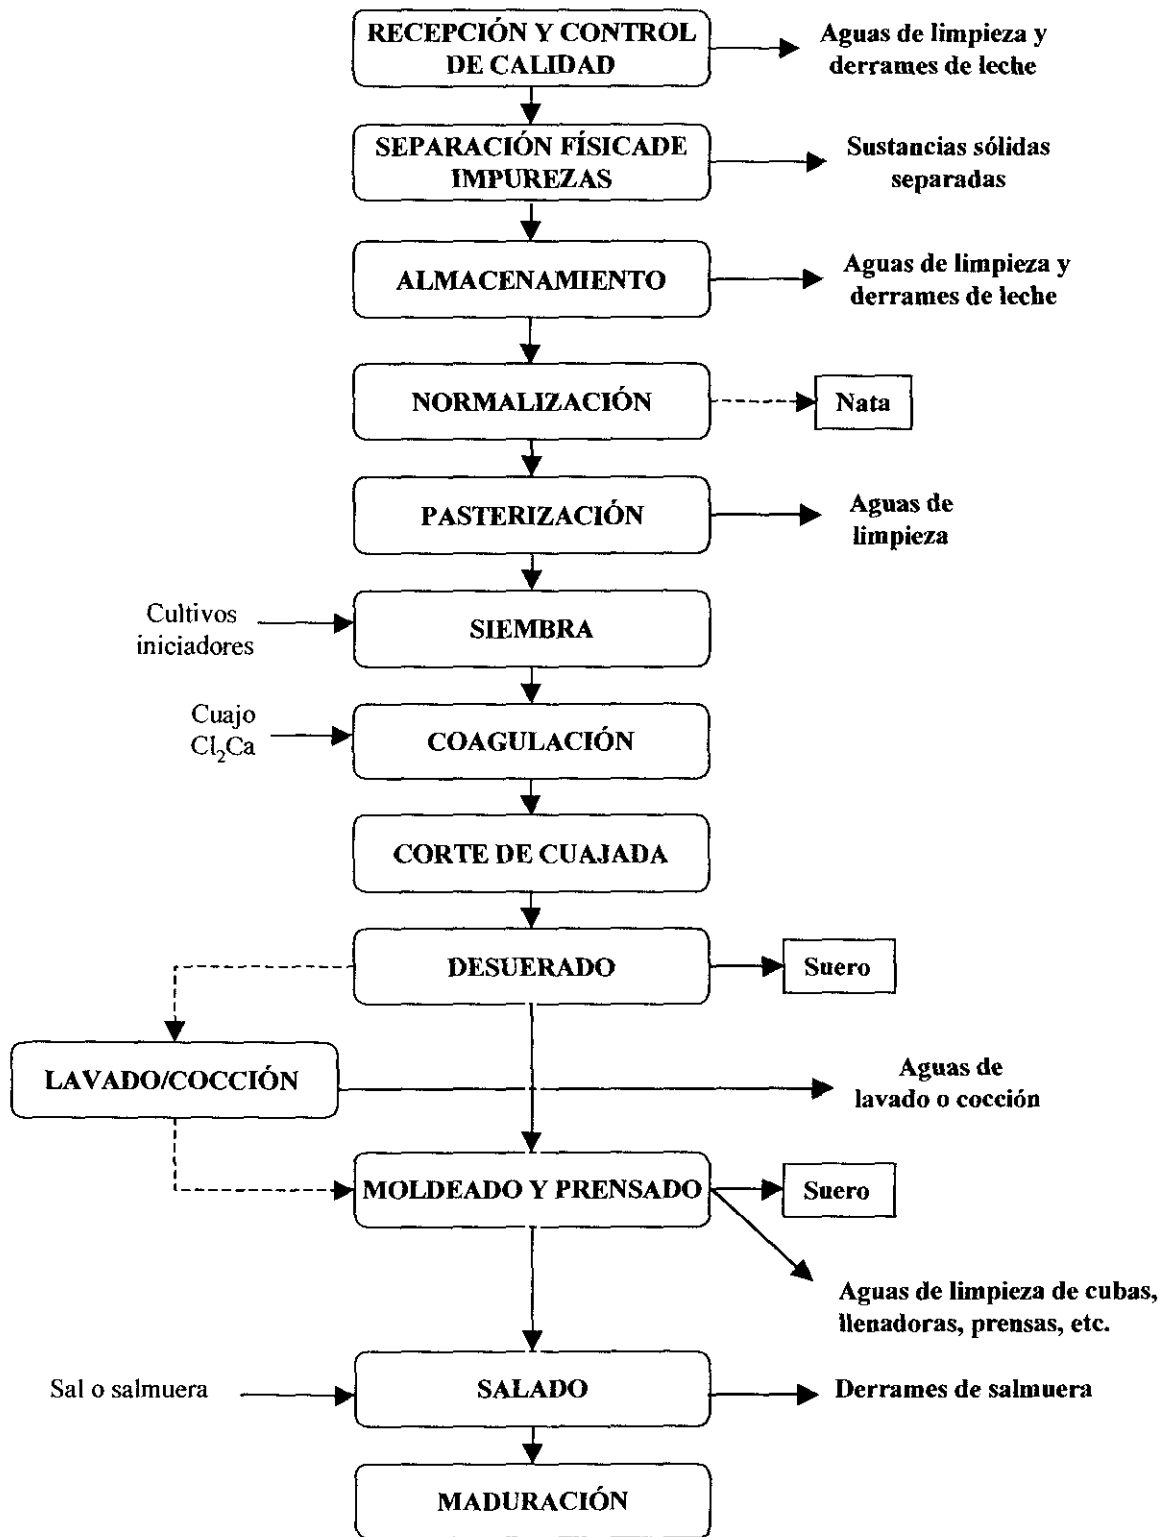 RECEPCIÓN Y CONTROL
DE CALIDAD
Aguas de limpieza y
derrames de leche
SEPARACIÓN FÍSICADE
IMPUREZAS
Sustancias sólidas
separadas
ALMACENAMIENTO
Aguas de limpieza y
derrames de leche
NORMALIZACIÓN
Nata
PASTERIZACIÓN
Aguas de
limpieza
Cultivos
iniciadores
SIEMBRA
Cuajo
Cl₂Ca
COAGULACIÓN
CORTE DE CUAJADA
DESUERADO
Suero
LAVADO/COCCIÓN
Aguas de
lavado o cocción
MOLDEADO Y PRENSADO
Suero
Aguas de limpieza de cubas,
llenadoras, prensas, etc.
Sal o salmuera
SALADO
Derrames de salmuera
MADURACIÓN